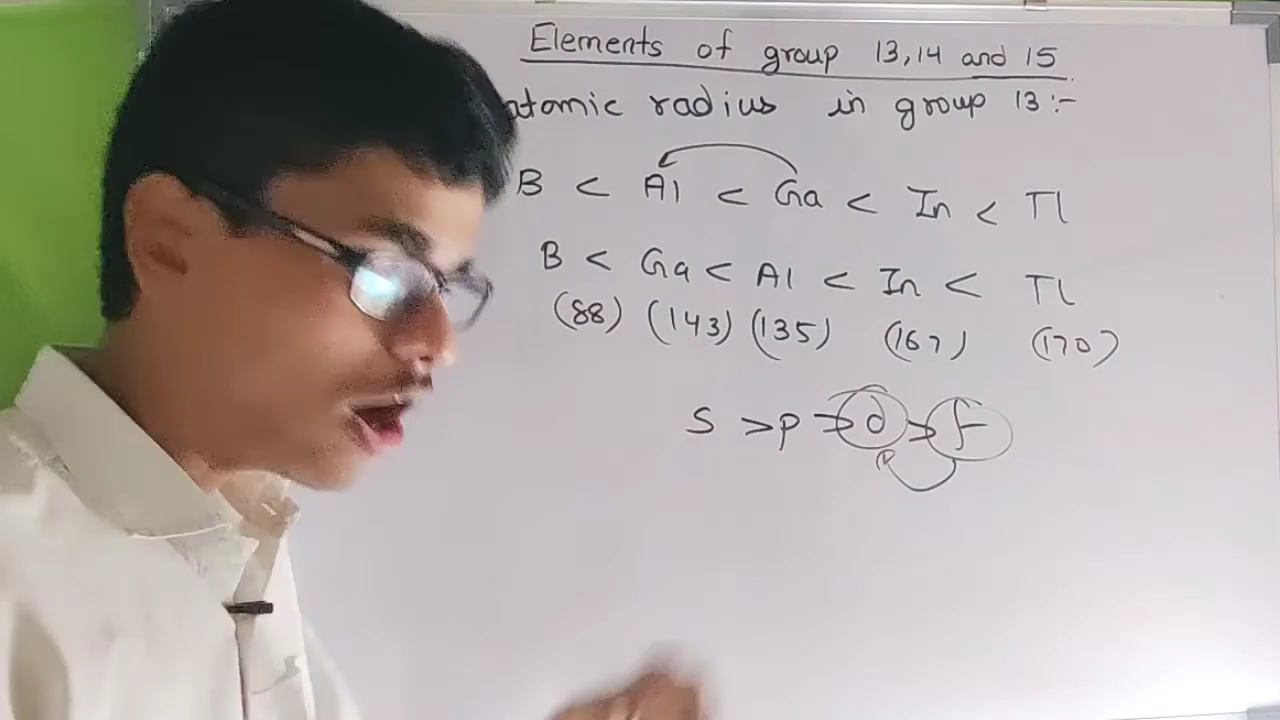 Elements of group 13,14 and 15
atomic radius in group 13:-
B < Al < Ga < In < Tl
B < Ga < Al < In < Tl
(88) (143) (135) (167) (170)
S > p > d > f